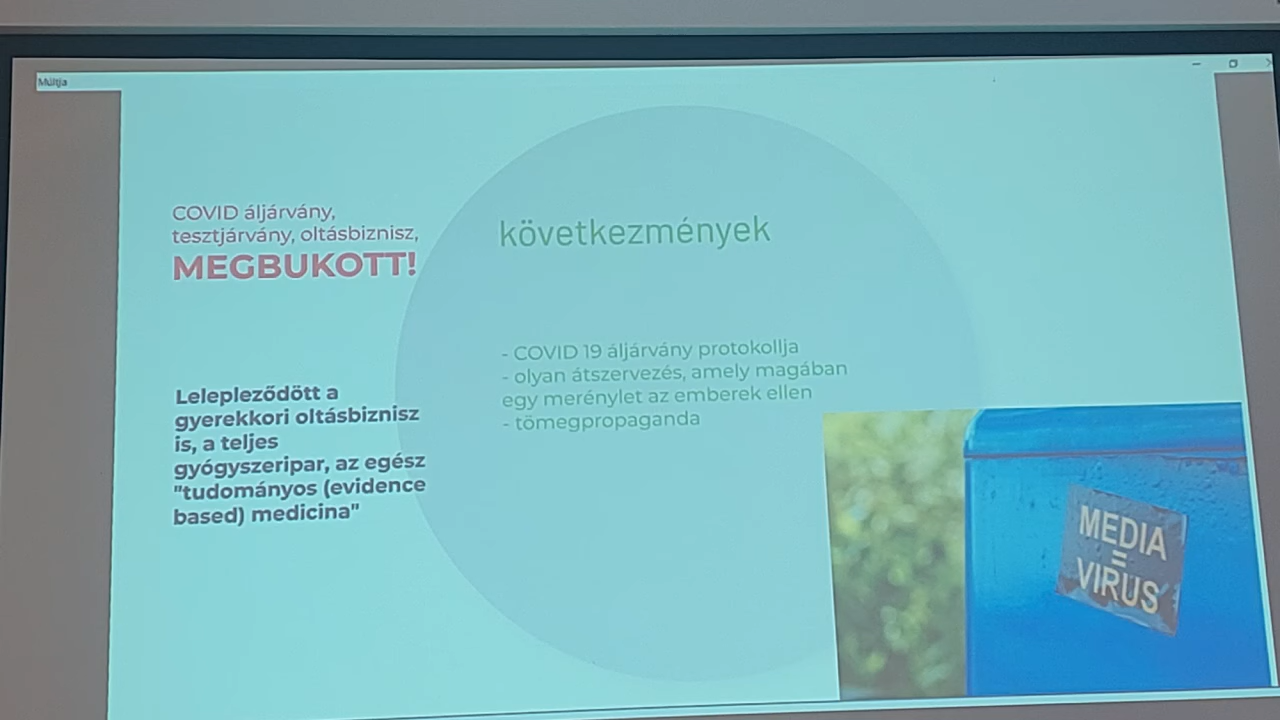 Múltja
COVID áljárvány,
tesztjárvány, oltásbiznisz,
MEGBUKOTT!
Lelepleződött a
gyerekkori oltásbiznisz
is, a teljes
gyógyszeripar, az egész
"tudományos (evidence
based) medicina"
következmények
- COVID 19 áljárvány protokollja
- olyan átszervezés, amely magában
egy merénylet az emberek ellen
- tömegpropaganda
MEDIA
=
VIRUS